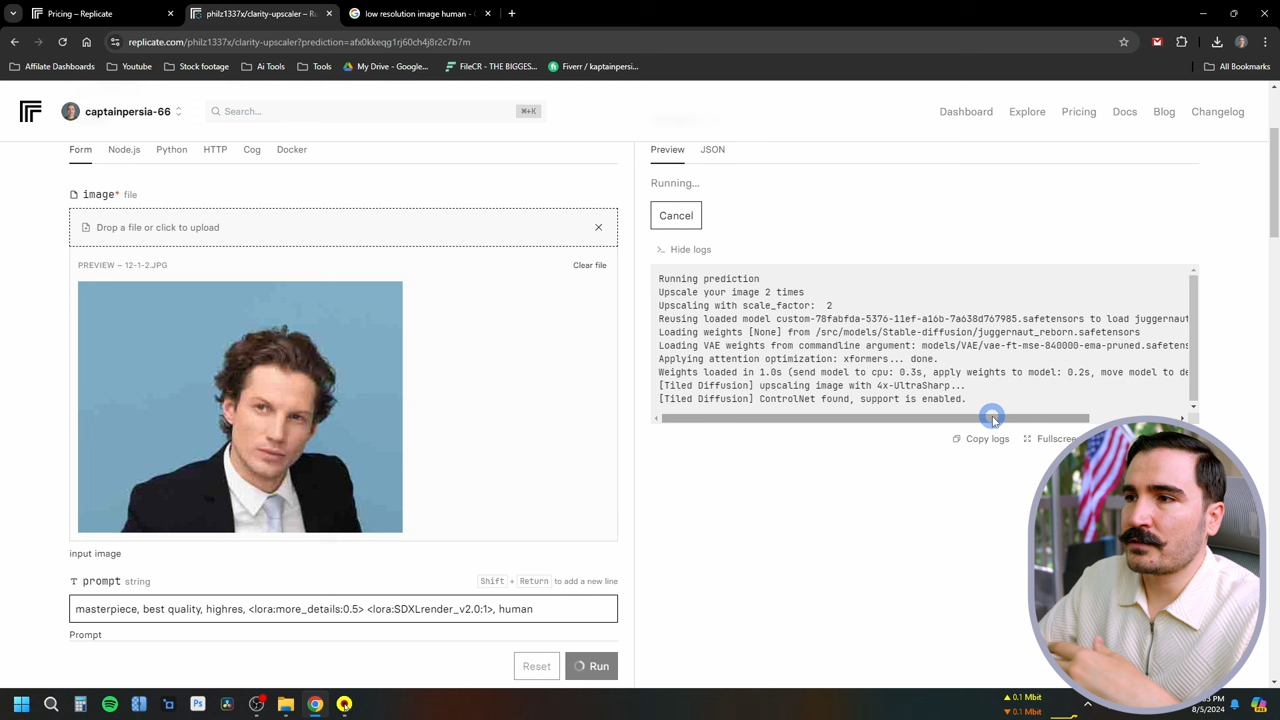 Pricing – Replicate
philz1337x/clarity-upscaler – R
low resolution image human -
replicate.com/philz1337x/clarity-upscaler?prediction=afx0kkeqg1rj60ch4j8r2c7b7m
Affiliate Dashboards
Youtube
Stock footage
Ai Tools
Tools
My Drive - Google...
FileCR - THE BIGGES...
Fiverr / kaptainpersi...
All Bookmarks
captainpersia-66
Search...
⌘+K
Dashboard
Explore
Pricing
Docs
Blog
Changelog
Form
Node.js
Python
HTTP
Cog
Docker
Preview
JSON
image* file
Drop a file or click to upload
PREVIEW – 12-1-2.JPG
Clear file
input image
prompt string
Shift + Return to add a new line
masterpiece, best quality, highres, <lora:more_details:0.5> <lora:SDXLrender_v2.0:1>, human
Prompt
Reset
Run
Running...
Cancel
Hide logs
Running prediction
Upscale your image 2 times
Upscaling with scale_factor: 2
Reusing loaded model custom-78fabfda-5376-11ef-a16b-7a638d767985.safetensors to load juggernaut
Loading weights [None] from /src/models/Stable-diffusion/juggernaut_reborn.safetensors
Loading VAE weights from commandline argument: models/VAE/vae-ft-mse-840000-ema-pruned.safetens
Applying attention optimization: xformers... done.
Weights loaded in 1.0s (send model to cpu: 0.3s, apply weights to model: 0.2s, move model to de
[Tiled Diffusion] upscaling image with 4x-UltraSharp...
[Tiled Diffusion] ControlNet found, support is enabled.
Copy logs
Fullscree
0.1 Mbit
0.1 Mbit
PM
8/5/2024